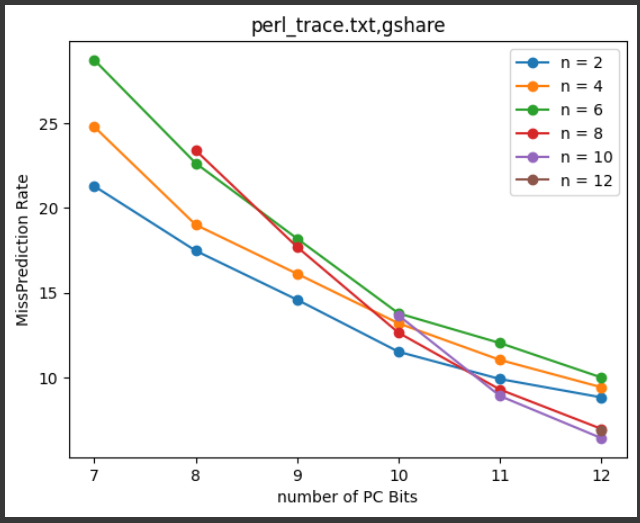 perl_trace.txt,gshare
n = 2
n = 4
n = 6
n = 8
n = 10
n = 12
MissPrediction Rate
25
20
15
10
7 8 9 10 11 12
number of PC Bits